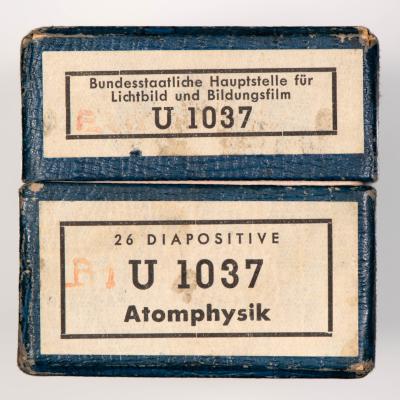 Bundesstaatliche Hauptstelle für
Lichtbild und Bildungsfilm
U 1037
26 DIAPOSITIVE
U 1037
Atomphysik